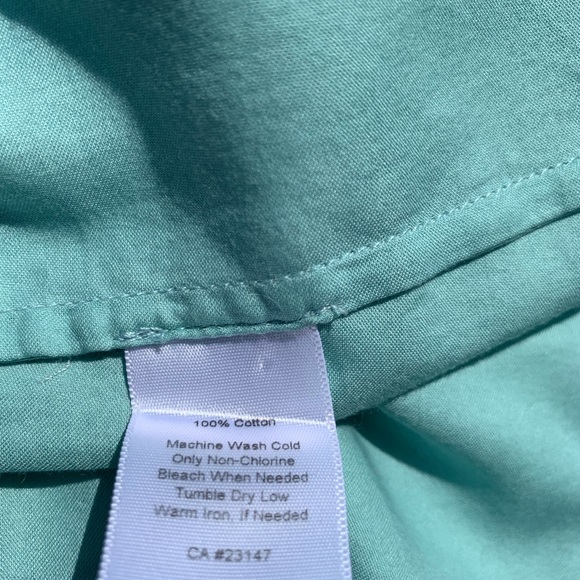 100% Cotton
Machine Wash Cold
Only Non-Chlorine
Bleach When Needed
Tumble Dry Low
Warm Iron, If Needed
CA #23147